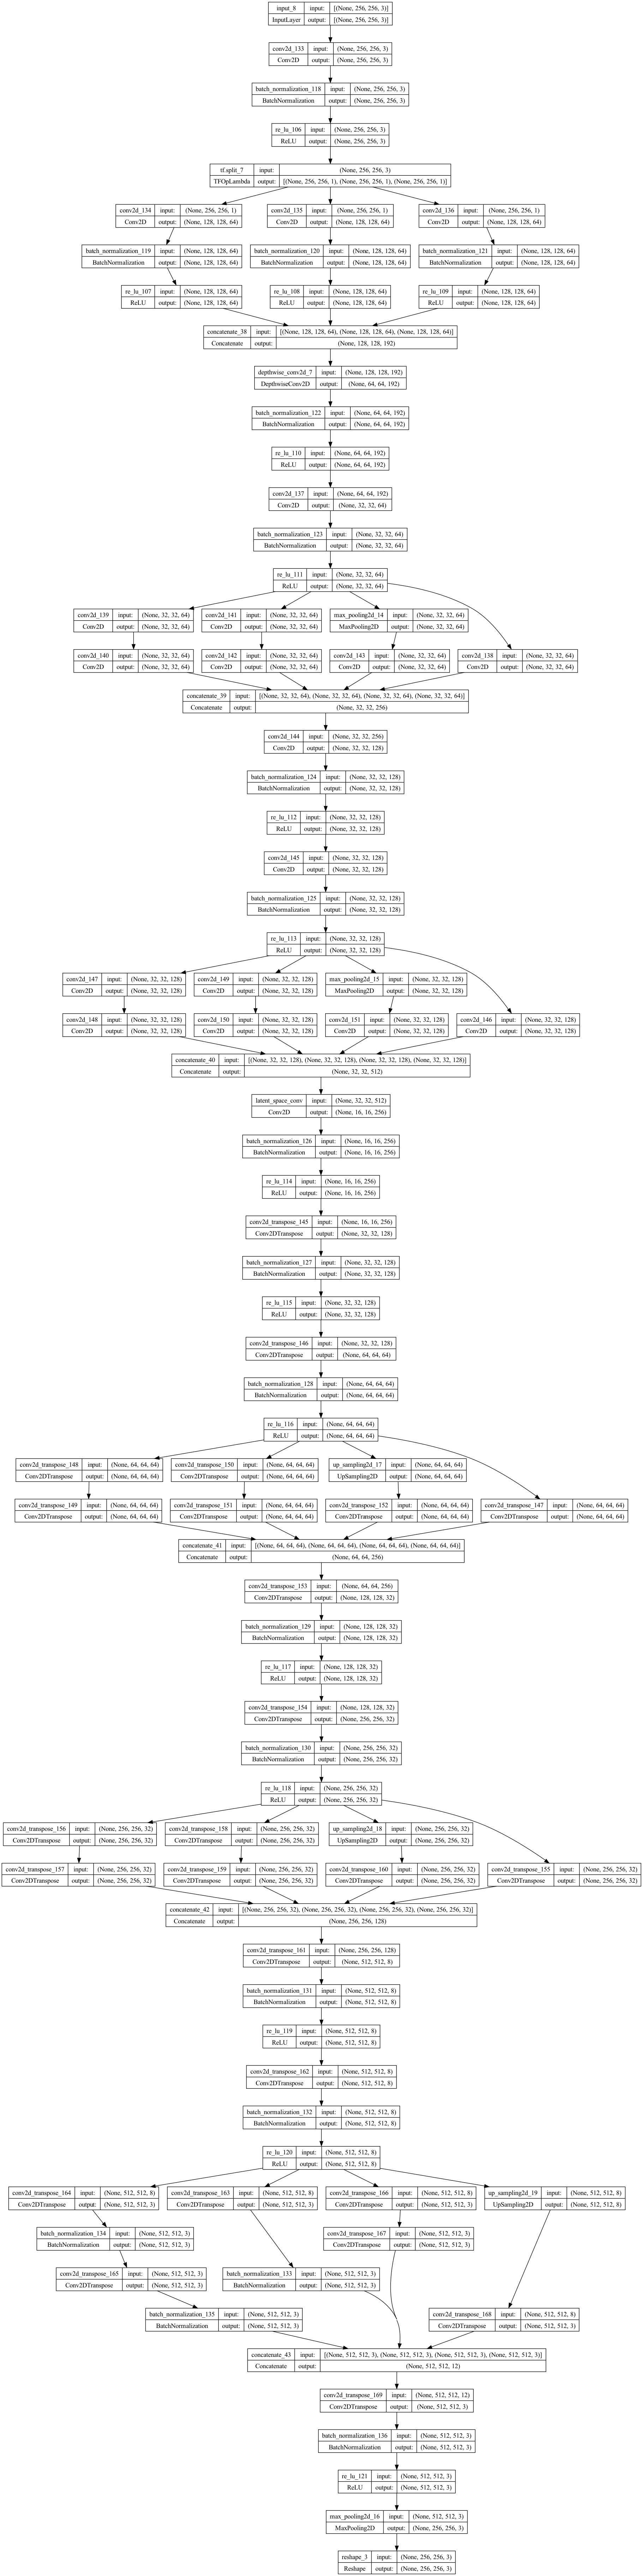 input_8 input: [(None, 256, 256, 3)]
InputLayer output: [(None, 256, 256, 3)]
conv2d_133 input: (None, 256, 256, 3)
Conv2D output: (None, 256, 256, 3)
batch_normalization_118 input: (None, 256, 256, 3)
BatchNormalization output: (None, 256, 256, 3)
re_lu_106 input: (None, 256, 256, 3)
ReLU output: (None, 256, 256, 3)
tf.split_7 input: (None, 256, 256, 3)
TFOpLambda output: [(None, 256, 256, 1), (None, 256, 256, 1), (None, 256, 256, 1)]
conv2d_134 input: (None, 256, 256, 1)
Conv2D output: (None, 128, 128, 64)
conv2d_135 input: (None, 256, 256, 1)
Conv2D output: (None, 128, 128, 64)
conv2d_136 input: (None, 256, 256, 1)
Conv2D output: (None, 128, 128, 64)
batch_normalization_119 input: (None, 128, 128, 64)
BatchNormalization output: (None, 128, 128, 64)
batch_normalization_120 input: (None, 128, 128, 64)
BatchNormalization output: (None, 128, 128, 64)
batch_normalization_121 input: (None, 128, 128, 64)
BatchNormalization output: (None, 128, 128, 64)
re_lu_107 input: (None, 128, 128, 64)
ReLU output: (None, 128, 128, 64)
re_lu_108 input: (None, 128, 128, 64)
ReLU output: (None, 128, 128, 64)
re_lu_109 input: (None, 128, 128, 64)
ReLU output: (None, 128, 128, 64)
concatenate_38 input: [(None, 128, 128, 64), (None, 128, 128, 64), (None, 128, 128, 64)]
Concatenate output: (None, 128, 128, 192)
depthwise_conv2d_7 input: (None, 128, 128, 192)
DepthwiseConv2D output: (None, 64, 64, 192)
batch_normalization_122 input: (None, 64, 64, 192)
BatchNormalization output: (None, 64, 64, 192)
re_lu_110 input: (None, 64, 64, 192)
ReLU output: (None, 64, 64, 192)
conv2d_137 input: (None, 64, 64, 192)
Conv2D output: (None, 32, 32, 64)
batch_normalization_123 input: (None, 32, 32, 64)
BatchNormalization output: (None, 32, 32, 64)
re_lu_111 input: (None, 32, 32, 64)
ReLU output: (None, 32, 32, 64)
conv2d_139 input: (None, 32, 32, 64)
Conv2D output: (None, 32, 32, 64)
conv2d_141 input: (None, 32, 32, 64)
Conv2D output: (None, 32, 32, 64)
max_pooling2d_14 input: (None, 32, 32, 64)
MaxPooling2D output: (None, 32, 32, 64)
conv2d_140 input: (None, 32, 32, 64)
Conv2D output: (None, 32, 32, 64)
conv2d_142 input: (None, 32, 32, 64)
Conv2D output: (None, 32, 32, 64)
conv2d_143 input: (None, 32, 32, 64)
Conv2D output: (None, 32, 32, 64)
conv2d_138 input: (None, 32, 32, 64)
Conv2D output: (None, 32, 32, 64)
concatenate_39 input: [(None, 32, 32, 64), (None, 32, 32, 64), (None, 32, 32, 64), (None, 32, 32, 64)]
Concatenate output: (None, 32, 32, 256)
conv2d_144 input: (None, 32, 32, 256)
Conv2D output: (None, 32, 32, 128)
batch_normalization_124 input: (None, 32, 32, 128)
BatchNormalization output: (None, 32, 32, 128)
re_lu_112 input: (None, 32, 32, 128)
ReLU output: (None, 32, 32, 128)
conv2d_145 input: (None, 32, 32, 128)
Conv2D output: (None, 32, 32, 128)
batch_normalization_125 input: (None, 32, 32, 128)
BatchNormalization output: (None, 32, 32, 128)
re_lu_113 input: (None, 32, 32, 128)
ReLU output: (None, 32, 32, 128)
conv2d_147 input: (None, 32, 32, 128)
Conv2D output: (None, 32, 32, 128)
conv2d_149 input: (None, 32, 32, 128)
Conv2D output: (None, 32, 32, 128)
max_pooling2d_15 input: (None, 32, 32, 128)
MaxPooling2D output: (None, 32, 32, 128)
conv2d_148 input: (None, 32, 32, 128)
Conv2D output: (None, 32, 32, 128)
conv2d_150 input: (None, 32, 32, 128)
Conv2D output: (None, 32, 32, 128)
conv2d_151 input: (None, 32, 32, 128)
Conv2D output: (None, 32, 32, 128)
conv2d_146 input: (None, 32, 32, 128)
Conv2D output: (None, 32, 32, 128)
concatenate_40 input: [(None, 32, 32, 128), (None, 32, 32, 128), (None, 32, 32, 128), (None, 32, 32, 128)]
Concatenate output: (None, 32, 32, 512)
latent_space_conv input: (None, 32, 32, 512)
Conv2D output: (None, 16, 16, 256)
batch_normalization_126 input: (None, 16, 16, 256)
BatchNormalization output: (None, 16, 16, 256)
re_lu_114 input: (None, 16, 16, 256)
ReLU output: (None, 16, 16, 256)
conv2d_transpose_145 input: (None, 16, 16, 256)
Conv2DTranspose output: (None, 32, 32, 128)
batch_normalization_127 input: (None, 32, 32, 128)
BatchNormalization output: (None, 32, 32, 128)
re_lu_115 input: (None, 32, 32, 128)
ReLU output: (None, 32, 32, 128)
conv2d_transpose_146 input: (None, 32, 32, 128)
Conv2DTranspose output: (None, 64, 64, 64)
batch_normalization_128 input: (None, 64, 64, 64)
BatchNormalization output: (None, 64, 64, 64)
re_lu_116 input: (None, 64, 64, 64)
ReLU output: (None, 64, 64, 64)
conv2d_transpose_148 input: (None, 64, 64, 64)
Conv2DTranspose output: (None, 64, 64, 64)
conv2d_transpose_150 input: (None, 64, 64, 64)
Conv2DTranspose output: (None, 64, 64, 64)
up_sampling2d_17 input: (None, 64, 64, 64)
UpSampling2D output: (None, 64, 64, 64)
conv2d_transpose_149 input: (None, 64, 64, 64)
Conv2DTranspose output: (None, 64, 64, 64)
conv2d_transpose_151 input: (None, 64, 64, 64)
Conv2DTranspose output: (None, 64, 64, 64)
conv2d_transpose_152 input: (None, 64, 64, 64)
Conv2DTranspose output: (None, 64, 64, 64)
conv2d_transpose_147 input: (None, 64, 64, 64)
Conv2DTranspose output: (None, 64, 64, 64)
concatenate_41 input: [(None, 64, 64, 64), (None, 64, 64, 64), (None, 64, 64, 64), (None, 64, 64, 64)]
Concatenate output: (None, 64, 64, 256)
conv2d_transpose_153 input: (None, 64, 64, 256)
Conv2DTranspose output: (None, 128, 128, 32)
batch_normalization_129 input: (None, 128, 128, 32)
BatchNormalization output: (None, 128, 128, 32)
re_lu_117 input: (None, 128, 128, 32)
ReLU output: (None, 128, 128, 32)
conv2d_transpose_154 input: (None, 128, 128, 32)
Conv2DTranspose output: (None, 256, 256, 32)
batch_normalization_130 input: (None, 256, 256, 32)
BatchNormalization output: (None, 256, 256, 32)
re_lu_118 input: (None, 256, 256, 32)
ReLU output: (None, 256, 256, 32)
conv2d_transpose_156 input: (None, 256, 256, 32)
Conv2DTranspose output: (None, 256, 256, 32)
conv2d_transpose_158 input: (None, 256, 256, 32)
Conv2DTranspose output: (None, 256, 256, 32)
up_sampling2d_18 input: (None, 256, 256, 32)
UpSampling2D output: (None, 256, 256, 32)
conv2d_transpose_157 input: (None, 256, 256, 32)
Conv2DTranspose output: (None, 256, 256, 32)
conv2d_transpose_159 input: (None, 256, 256, 32)
Conv2DTranspose output: (None, 256, 256, 32)
conv2d_transpose_160 input: (None, 256, 256, 32)
Conv2DTranspose output: (None, 256, 256, 32)
conv2d_transpose_155 input: (None, 256, 256, 32)
Conv2DTranspose output: (None, 256, 256, 32)
concatenate_42 input: [(None, 256, 256, 32), (None, 256, 256, 32), (None, 256, 256, 32), (None, 256, 256, 32)]
Concatenate output: (None, 256, 256, 128)
conv2d_transpose_161 input: (None, 256, 256, 128)
Conv2DTranspose output: (None, 512, 512, 8)
batch_normalization_131 input: (None, 512, 512, 8)
BatchNormalization output: (None, 512, 512, 8)
re_lu_119 input: (None, 512, 512, 8)
ReLU output: (None, 512, 512, 8)
conv2d_transpose_162 input: (None, 512, 512, 8)
Conv2DTranspose output: (None, 512, 512, 8)
batch_normalization_132 input: (None, 512, 512, 8)
BatchNormalization output: (None, 512, 512, 8)
re_lu_120 input: (None, 512, 512, 8)
ReLU output: (None, 512, 512, 8)
conv2d_transpose_164 input: (None, 512, 512, 8)
Conv2DTranspose output: (None, 512, 512, 3)
conv2d_transpose_163 input: (None, 512, 512, 8)
Conv2DTranspose output: (None, 512, 512, 3)
conv2d_transpose_166 input: (None, 512, 512, 8)
Conv2DTranspose output: (None, 512, 512, 3)
up_sampling2d_19 input: (None, 512, 512, 8)
UpSampling2D output: (None, 512, 512, 8)
batch_normalization_134 input: (None, 512, 512, 3)
BatchNormalization output: (None, 512, 512, 3)
conv2d_transpose_167 input: (None, 512, 512, 3)
Conv2DTranspose output: (None, 512, 512, 3)
conv2d_transpose_165 input: (None, 512, 512, 3)
Conv2DTranspose output: (None, 512, 512, 3)
batch_normalization_133 input: (None, 512, 512, 3)
BatchNormalization output: (None, 512, 512, 3)
batch_normalization_135 input: (None, 512, 512, 3)
BatchNormalization output: (None, 512, 512, 3)
conv2d_transpose_168 input: (None, 512, 512, 8)
Conv2DTranspose output: (None, 512, 512, 3)
concatenate_43 input: [(None, 512, 512, 3), (None, 512, 512, 3), (None, 512, 512, 3), (None, 512, 512, 3)]
Concatenate output: (None, 512, 512, 12)
conv2d_transpose_169 input: (None, 512, 512, 12)
Conv2DTranspose output: (None, 512, 512, 3)
batch_normalization_136 input: (None, 512, 512, 3)
BatchNormalization output: (None, 512, 512, 3)
re_lu_121 input: (None, 512, 512, 3)
ReLU output: (None, 512, 512, 3)
max_pooling2d_16 input: (None, 512, 512, 3)
MaxPooling2D output: (None, 256, 256, 3)
reshape_3 input: (None, 256, 256, 3)
Reshape output: (None, 256, 256, 3)